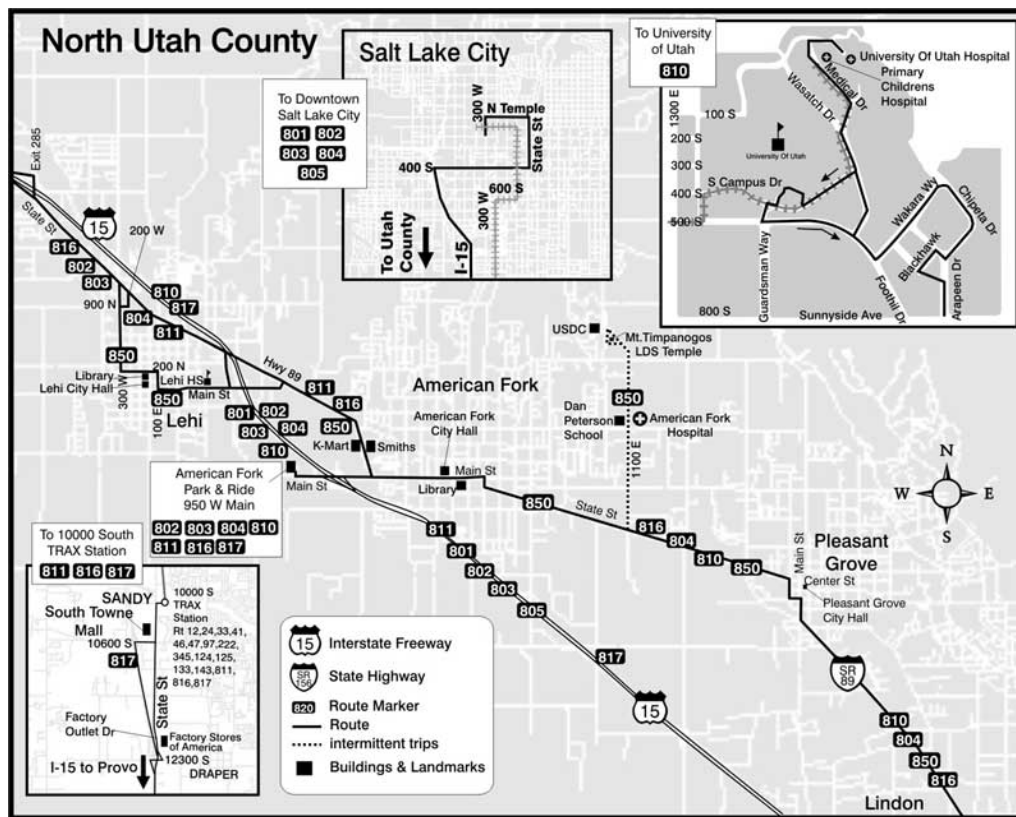 North Utah County
To Downtown
Salt Lake City
801 802
803 804
805
Salt Lake City
300 W
N Temple
State St
400 S
600 S
300 W
I-15
To Utah
County
To University
of Utah
810
University Of Utah Hospital
Primary
Childrens
Hospital
Medical Dr
Wasatch Dr
1300 E
100 S
200 S
300 S
400 S
500 S
University Of Utah
S Campus Dr
Wakara Wy
Chipeta Dr
Blackhawk
Arapeen Dr
Guardsman Way
Foothil Dr
800 S
Sunnyside Ave
Exit 285
State St
15
200 W
816
802
803
810
817
900 N
804
811
850
Hwy 89
200 N
Library
Lehi City Hall
Lehi HS
300 W
850
Main St
100 E
Lehi
811
816
850
801
802
803
804
810
K-Mart
Smiths
American Fork
American Fork
City Hall
Main St
Library
Main St
American Fork
Park & Ride
950 W Main
802 803 804 810
811 816 817
USDC
Mt.Timpanogos
LDS Temple
850
Dan
Peterson
School
American Fork
Hospital
1100 E
850
State St
816
804
810
850
Main St
Pleasant
Grove
Center St
Pleasant Grove
City Hall
N
W E
S
811
801
802
803
805
817
15
SR
89
810
804
850
816
Lindon
To 10000 South
TRAX Station
811 816 817
SANDY
South Towne
Mall
10600 S
817
10000 S
TRAX
Station
Rt 12,24,33,41,
46,47,97,222,
345,124,125,
133,143,811,
816,817
State St
Factory
Outlet Dr
Factory Stores
of America
12300 S
I-15 to Provo
DRAPER
15 Interstate Freeway
SR
156 State Highway
820 Route Marker
Route
intermittent trips
Buildings & Landmarks